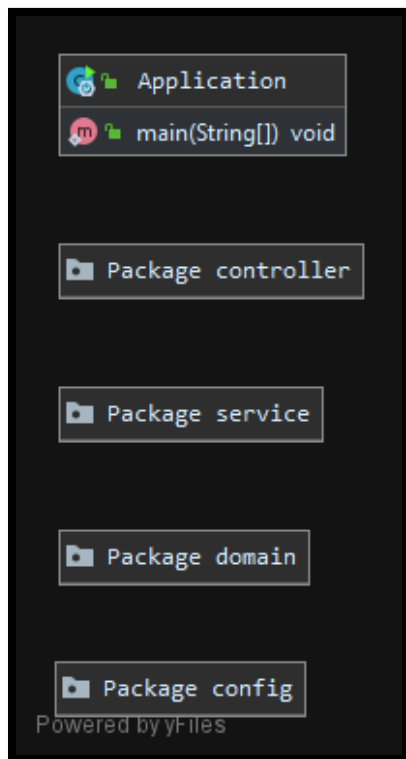 Application
main(String[]) void
Package controller
Package service
Package domain
Package config
Powered by yFiles